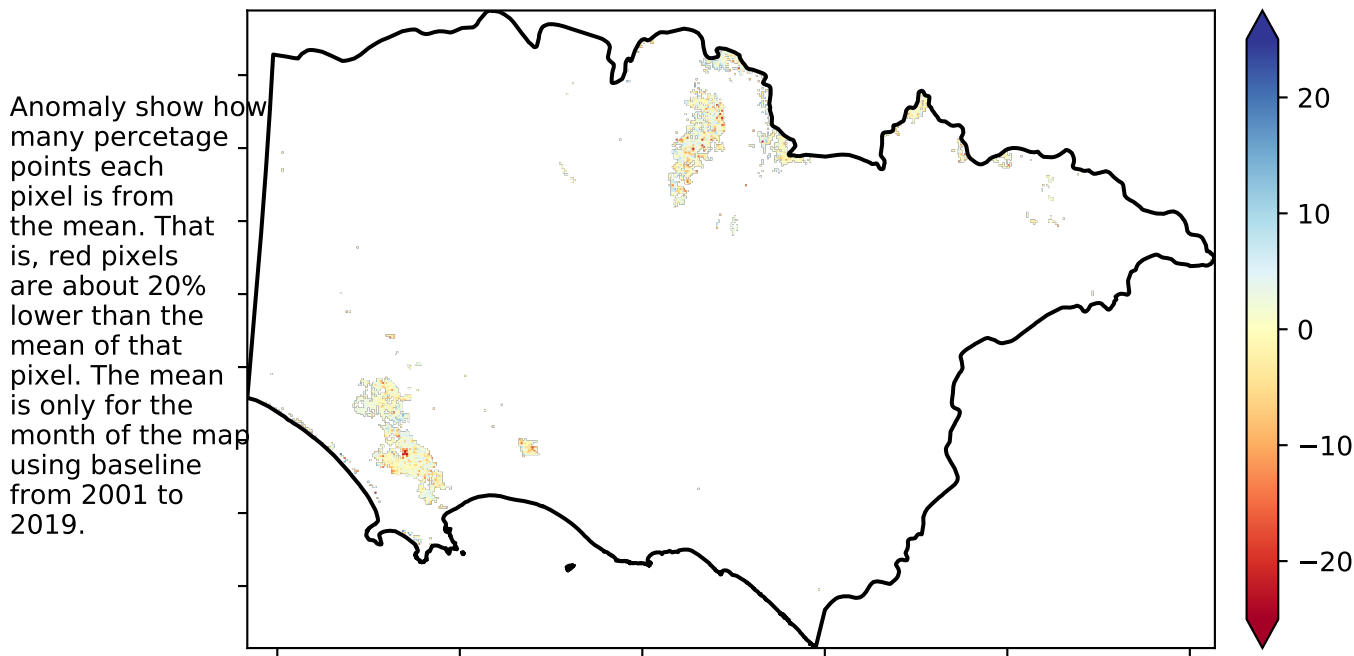 Anomaly show how
many percetage
points each
pixel is from
the mean. That
is, red pixels
are about 20%
lower than the
mean of that
pixel. The mean
is only for the
month of the map
using baseline
from 2001 to
2019.
20
10
0
−10
−20